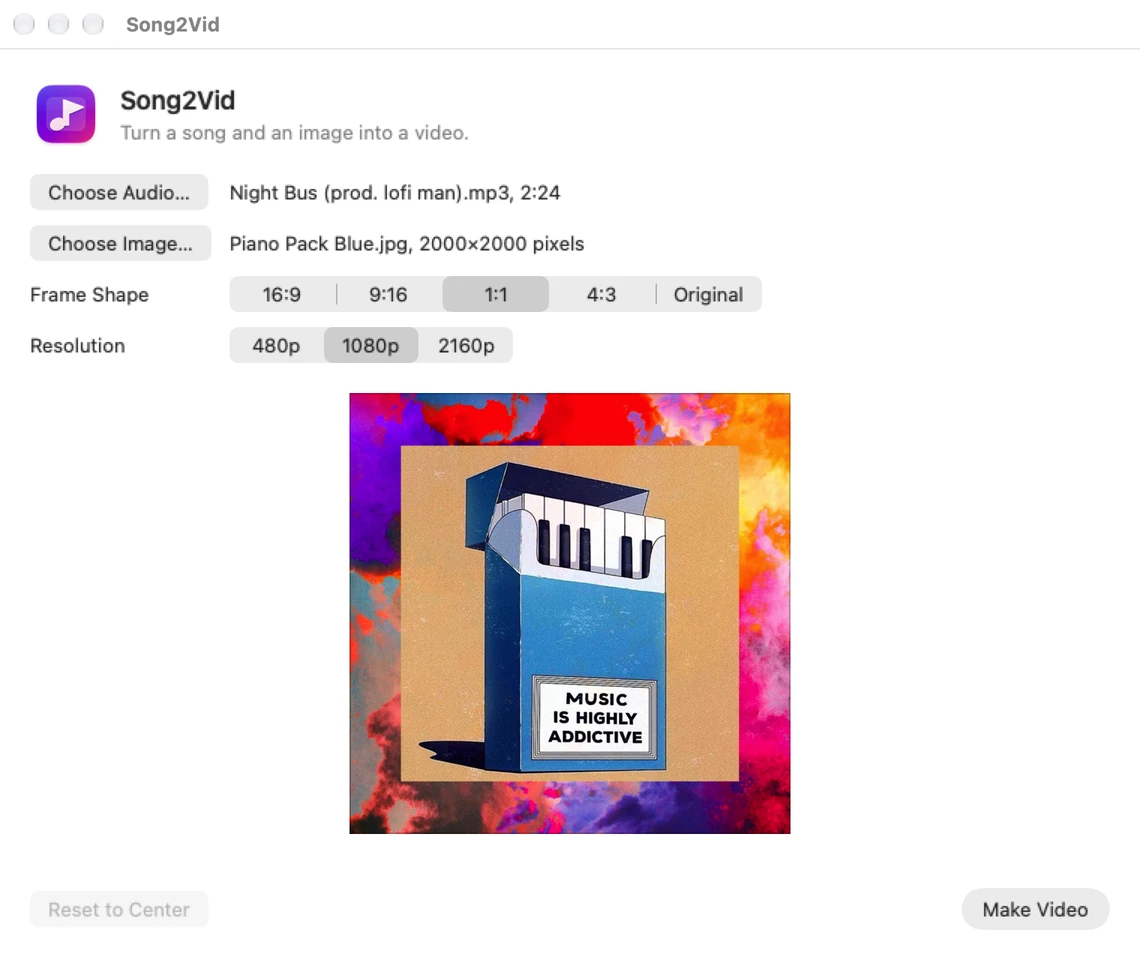 Song2Vid
Song2Vid
Turn a song and an image into a video.
Choose Audio... Night Bus (prod. lofi man).mp3, 2:24
Choose Image... Piano Pack Blue.jpg, 2000×2000 pixels
Frame Shape 16:9 9:16 1:1 4:3 Original
Resolution 480p 1080p 2160p
MUSIC
IS HIGHLY
ADDICTIVE
Reset to Center Make Video